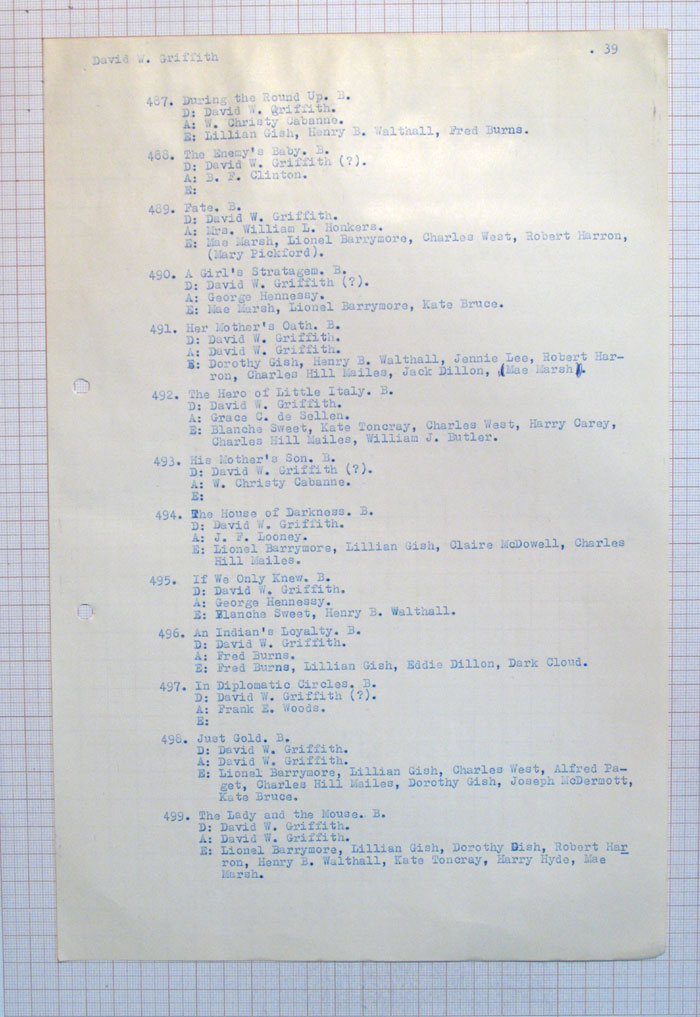 David W. Griffith
. 39
487. During the Round Up. B.
D: David W. Griffith.
A: W. Christy Cabanne.
E: Lillian Gish, Henry B. Walthall, Fred Burns.
488. The Enemy's Baby. B.
D: David W. Griffith (?).
A: B. F. Clinton.
E:
489. Fate. B.
D: David W. Griffith.
A: Mrs. William L. Honkers.
E: Mae Marsh, Lionel Barrymore, Charles West, Robert Harron,
(Mary Pickford).
490. A Girl's Stratagem. B.
D: David W. Griffith (?).
A: George Hennessy.
E: Mae Marsh, Lionel Barrymore, Kate Bruce.
491. Her Mother's Oath. B.
D: David W. Griffith.
A: David W. Griffith.
E: Dorothy Gish, Henry B. Walthall, Jennie Lee, Robert Har-
ron, Charles Hill Mailes, Jack Dillon, (Mae Marsh).
492. The Hero of Little Italy. B.
D: David W. Griffith.
A: Grace C. de Sellen.
E: Blanche Sweet, Kate Toncray, Charles West, Harry Carey,
Charles Hill Mailes, William J. Butler.
493. His Mother's Son. B.
D: David W. Griffith (?).
A: W. Christy Cabanne.
E:
494. The House of Darkness. B.
D: David W. Griffith.
A: J. F. Looney.
E: Lionel Barrymore, Lillian Gish, Claire McDowell, Charles
Hill Mailes.
495. If We Only Knew. B.
D: David W. Griffith.
A: George Hennessy.
E: Blanche Sweet, Henry B. Walthall.
496. An Indian's Loyalty. B.
D: David W. Griffith.
A: Fred Burns.
E: Fred Burns, Lillian Gish, Eddie Dillon, Dark Cloud.
497. In Diplomatic Circles. B.
D: David W. Griffith (?).
A: Frank E. Woods.
E:
498. Just Gold. B.
D: David W. Griffith.
A: David W. Griffith.
E: Lionel Barrymore, Lillian Gish, Charles West, Alfred Pa-
get, Charles Hill Mailes, Dorothy Gish, Joseph McDermott,
Kate Bruce.
499. The Lady and the Mouse. B.
D: David W. Griffith.
A: David W. Griffith.
E: Lionel Barrymore, Lillian Gish, Dorothy Gish, Robert Har
ron, Henry B. Walthall, Kate Toncray, Harry Hyde, Mae
Marsh.